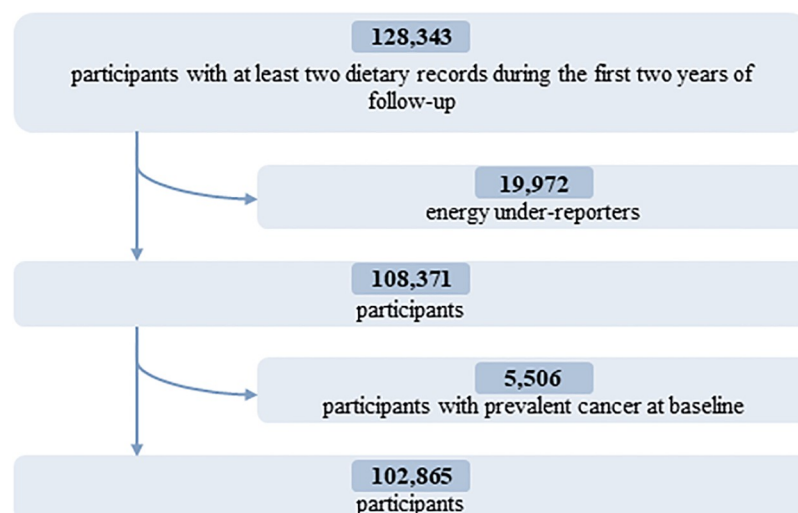 128,343
participants with at least two dietary records during the first two years of
follow-up
19,972
energy under-reporters
108,371
participants
5,506
participants with prevalent cancer at baseline
102,865
participants